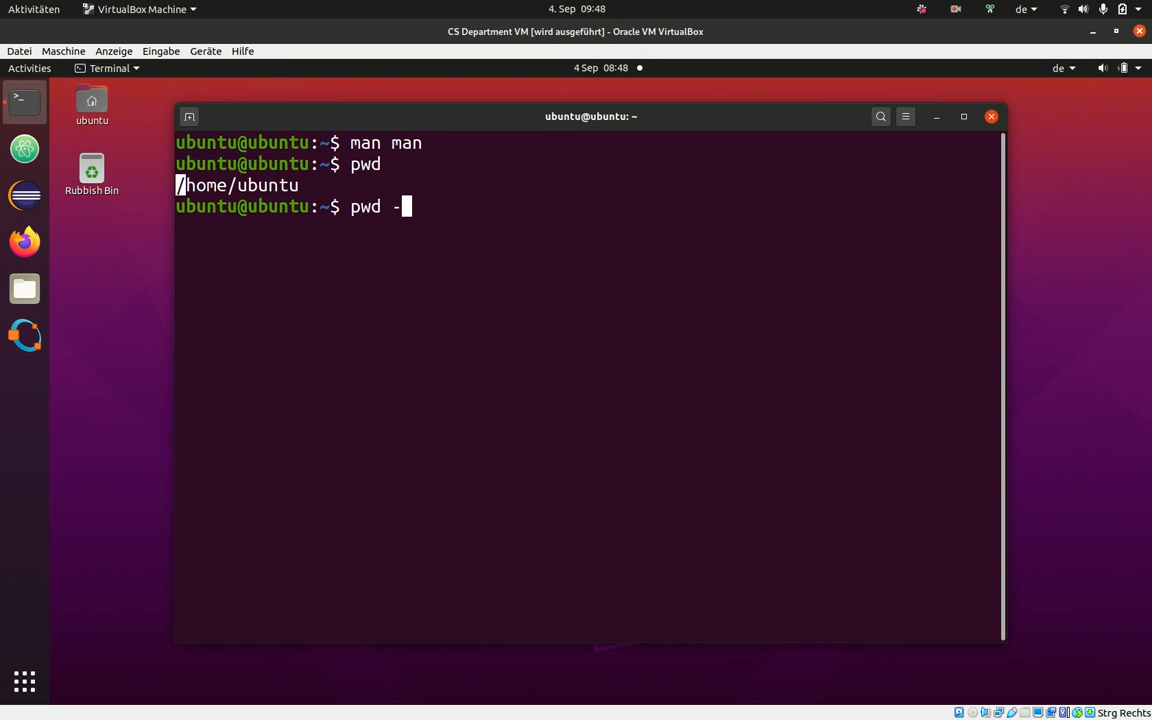 Aktivitäten VirtualBox Machine 4. Sep 09:48 de
CS Department VM [wird ausgeführt] - Oracle VM VirtualBox
Datei Maschine Anzeige Eingabe Geräte Hilfe
Activities Terminal 4 Sep 08:48 de
ubuntu@ubuntu: ~
ubuntu
Rubbish Bin
ubuntu@ubuntu:~$ man man
ubuntu@ubuntu:~$ pwd
/home/ubuntu
ubuntu@ubuntu:~$ pwd -
Strg Rechts